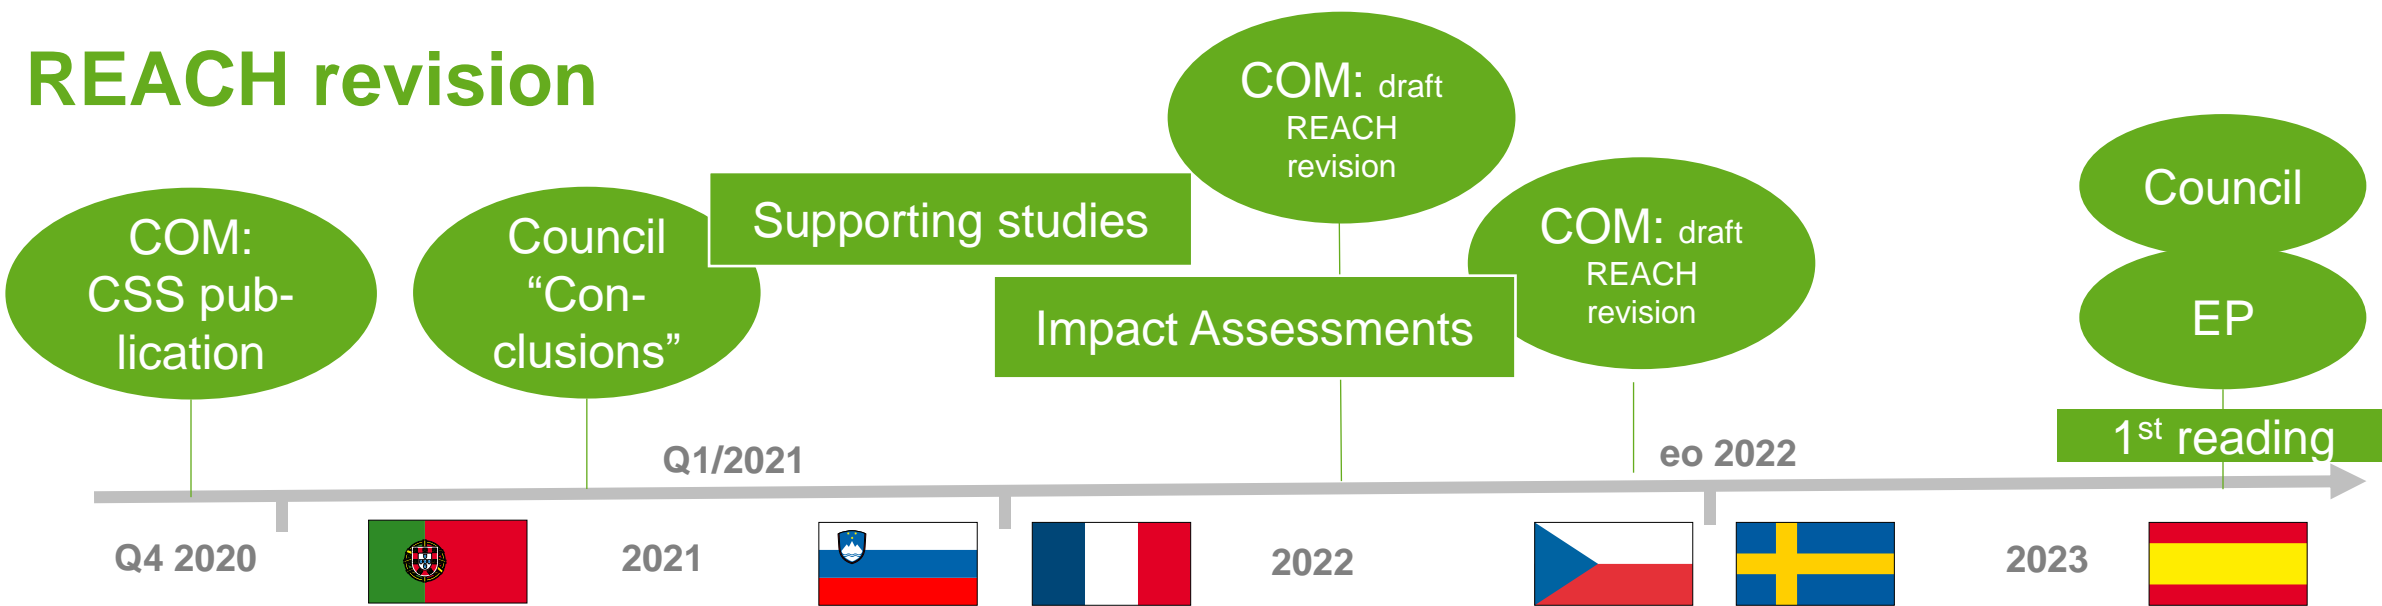 REACH revision
COM:
CSS pub-
lication
Council
“Con-
clusions”
Supporting studies
COM: draft
REACH
revision
Impact Assessments
COM: draft
REACH
revision
Council
EP
1st reading
Q1/2021
eo 2022
Q4 2020
2021
2022
2023